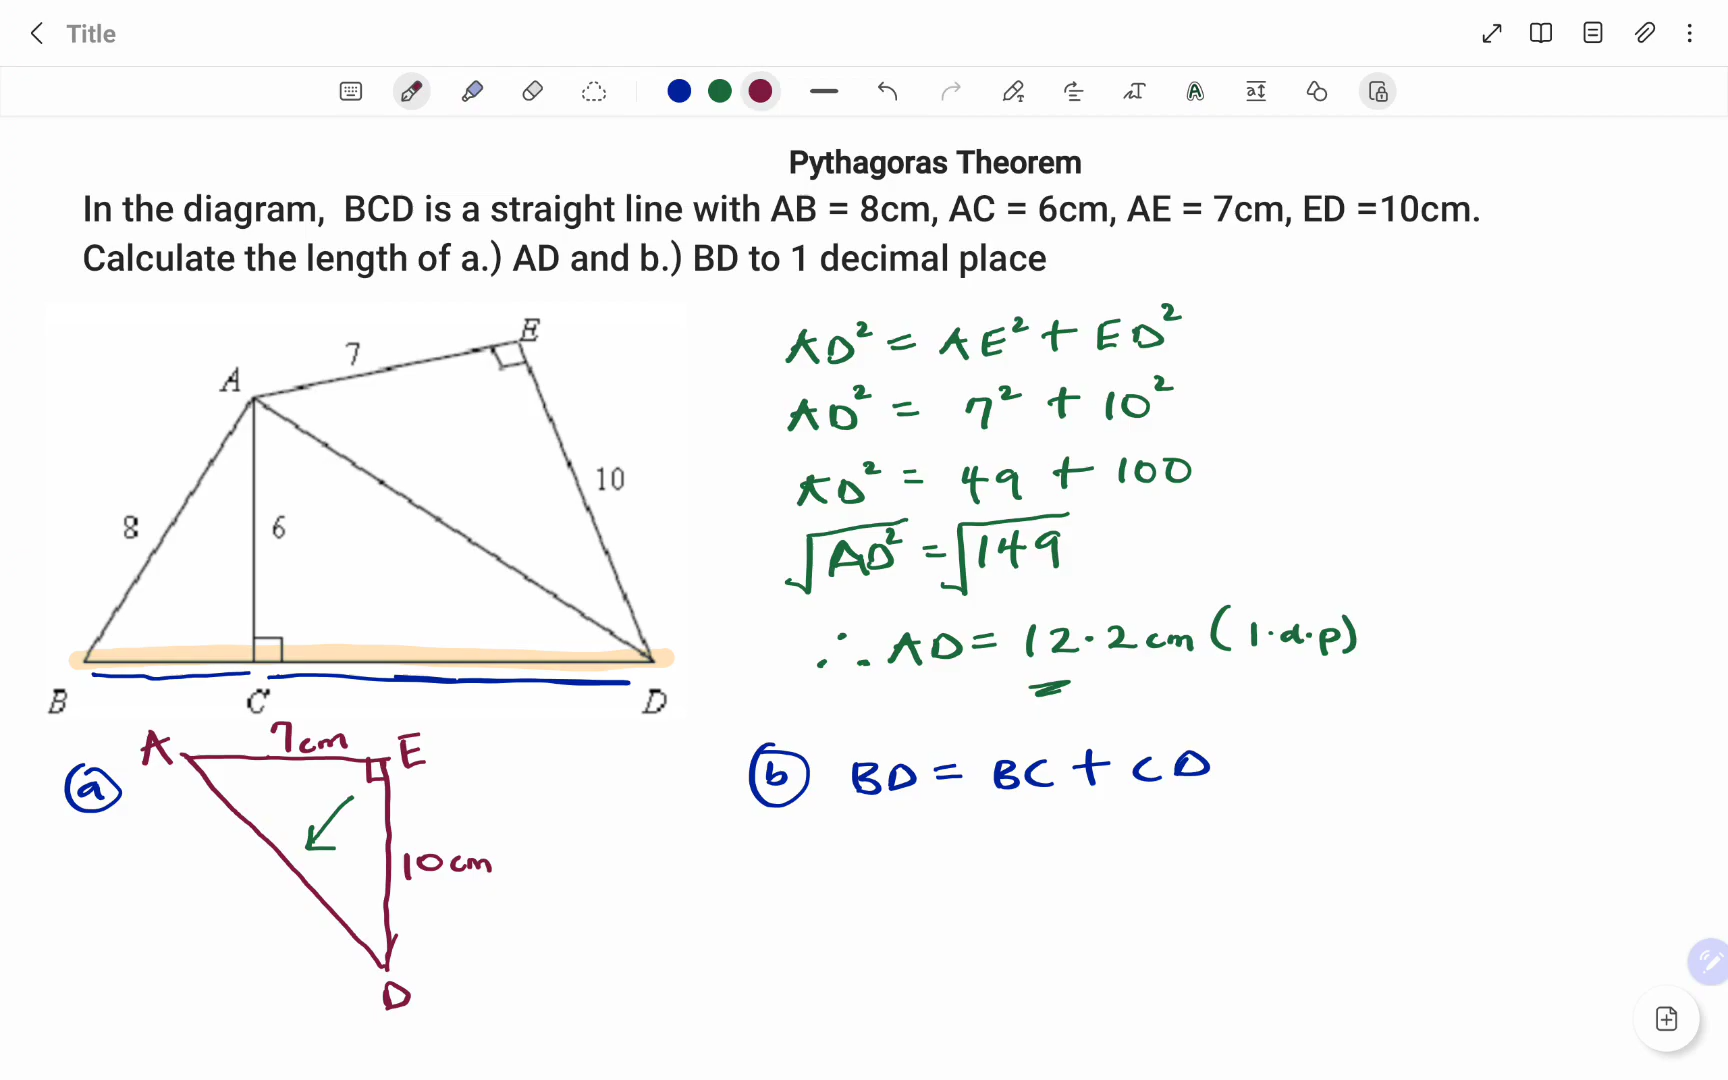 Title
Pythagoras Theorem
In the diagram, BCD is a straight line with AB = 8cm, AC = 6cm, AE = 7cm, ED =10cm.
Calculate the length of a.) AD and b.) BD to 1 decimal place
E
7
A
10
8
6
B
C
D
AD² = AE² + ED²
AD² = 7² + 10²
AD² = 49 + 100
√AD² = √149
∴ AD = 12.2cm (1.d.p)
a
A
7cm
E
10cm
D
b BD = BC + CD